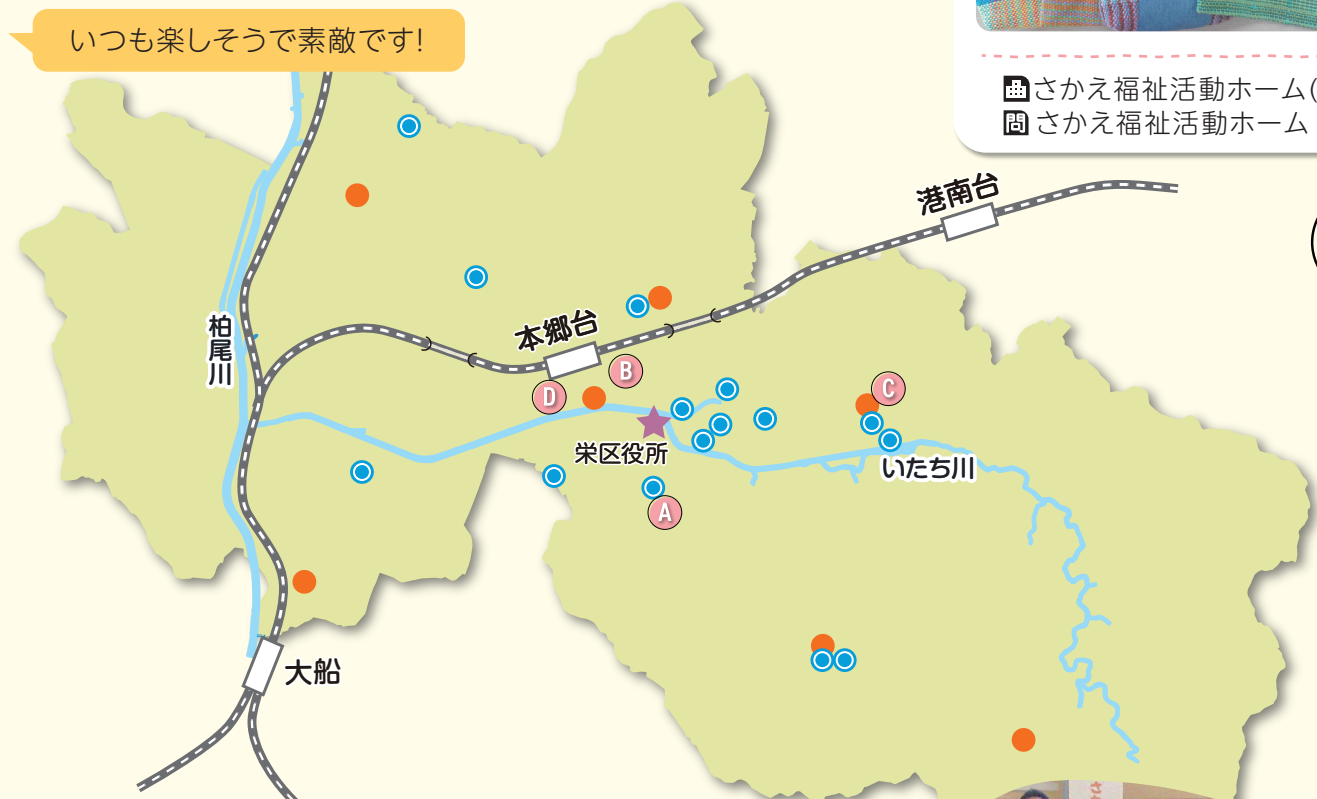 いつも楽しそうで素敵です!
さかえ福祉活動ホーム(
問 さかえ福祉活動ホーム
港南台
本郷台
柏尾川
B
D
C
栄区役所
いたち川
A
大船